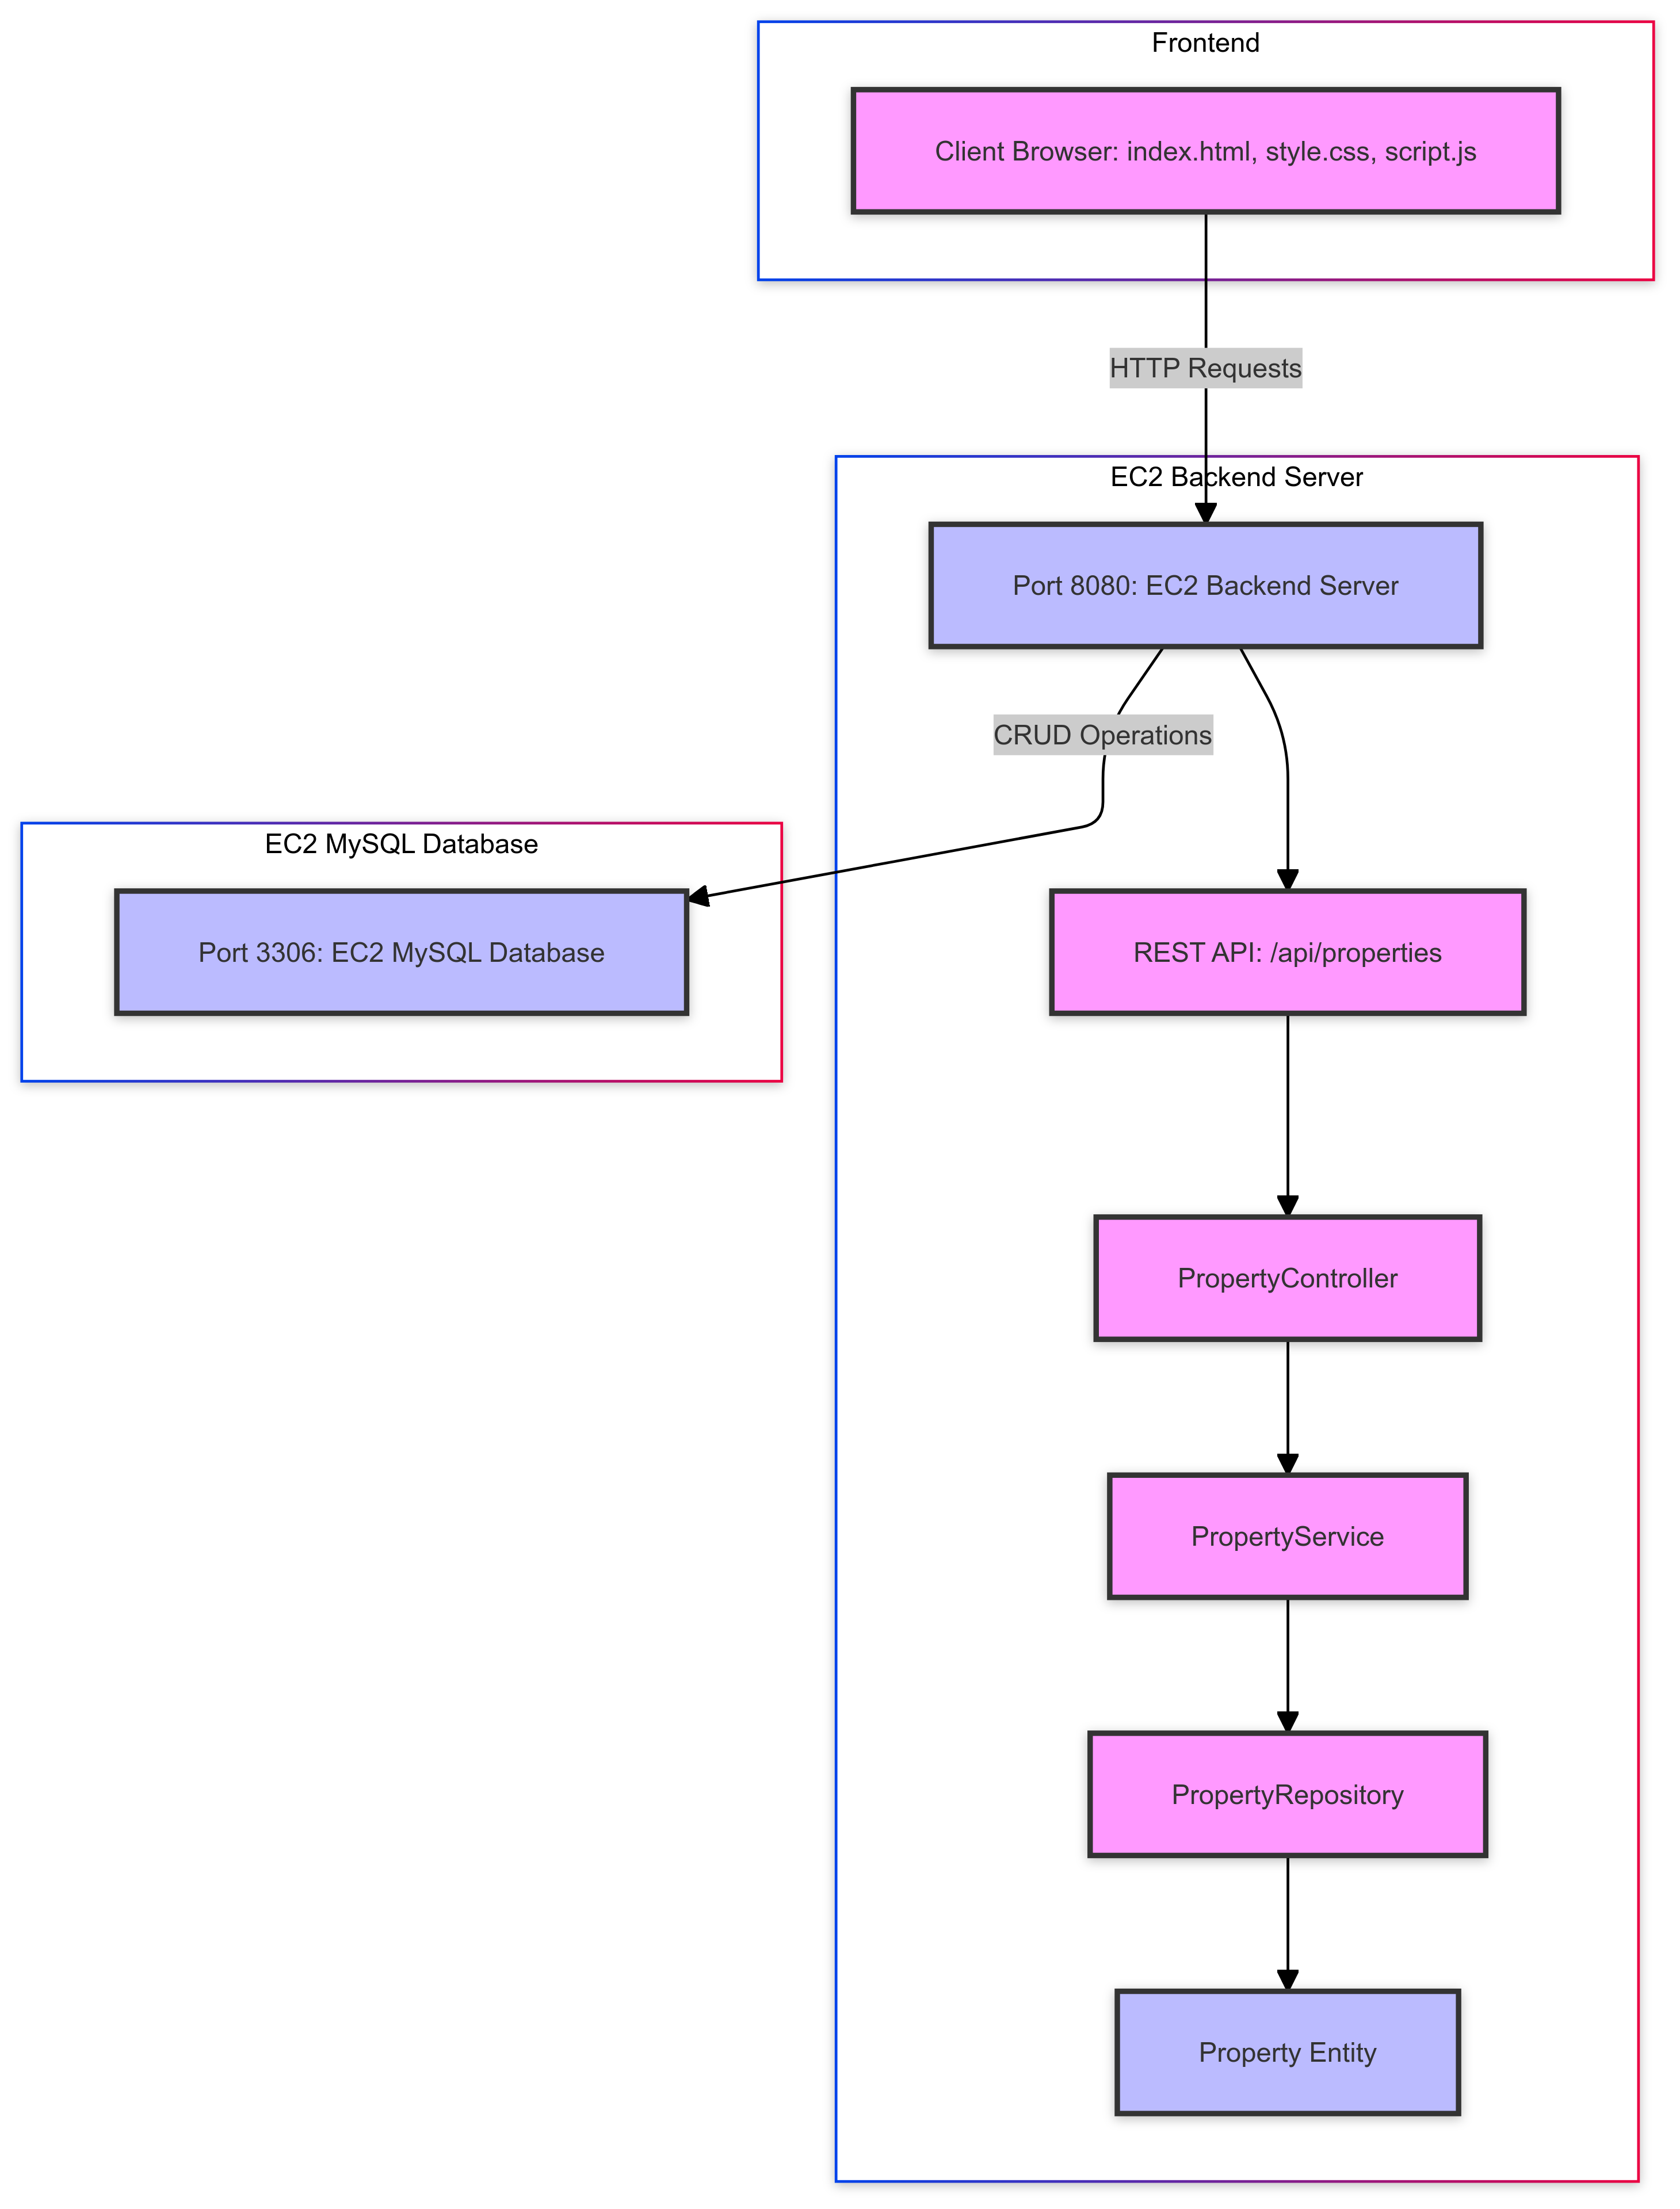 Frontend
Client Browser: index.html, style.css, script.js
HTTP Requests
EC2 Backend Server
Port 8080: EC2 Backend Server
CRUD Operations
EC2 MySQL Database
Port 3306: EC2 MySQL Database
REST API: /api/properties
PropertyController
PropertyService
PropertyRepository
Property Entity